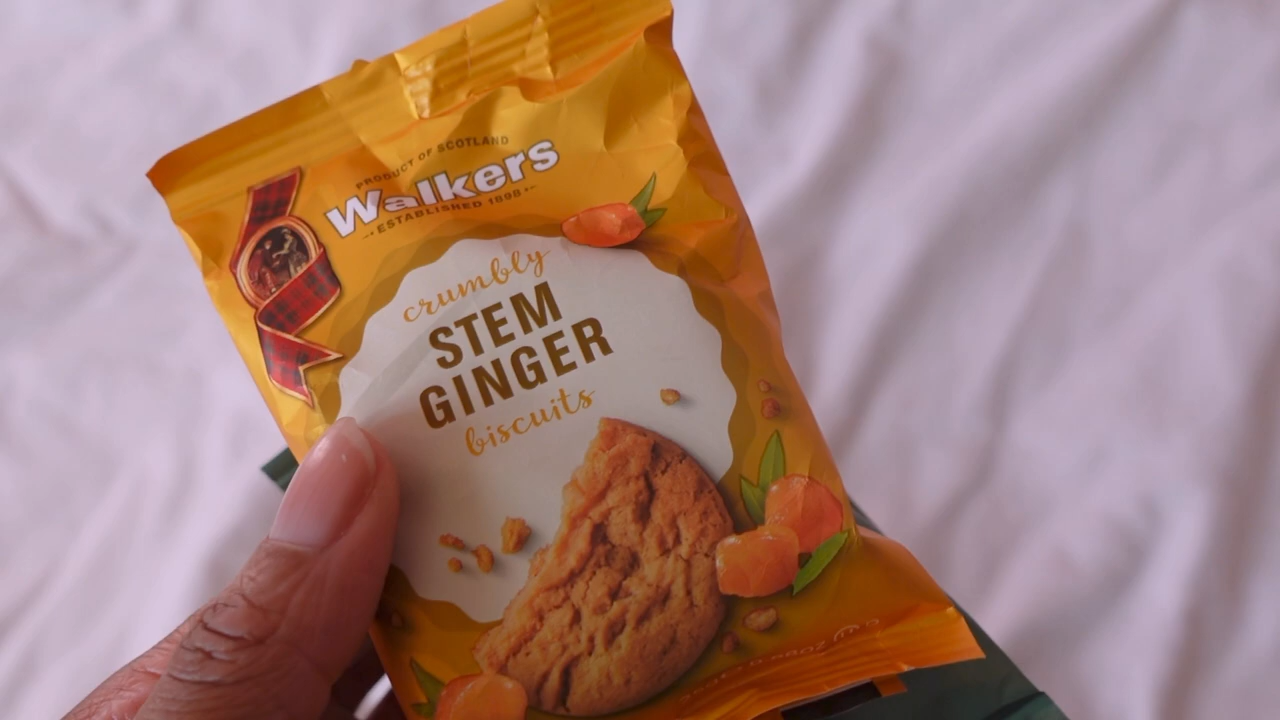 PRODUCT OF SCOTLAND
Walkers
ESTABLISHED 1898
crumbly
STEM
GINGER
biscuits